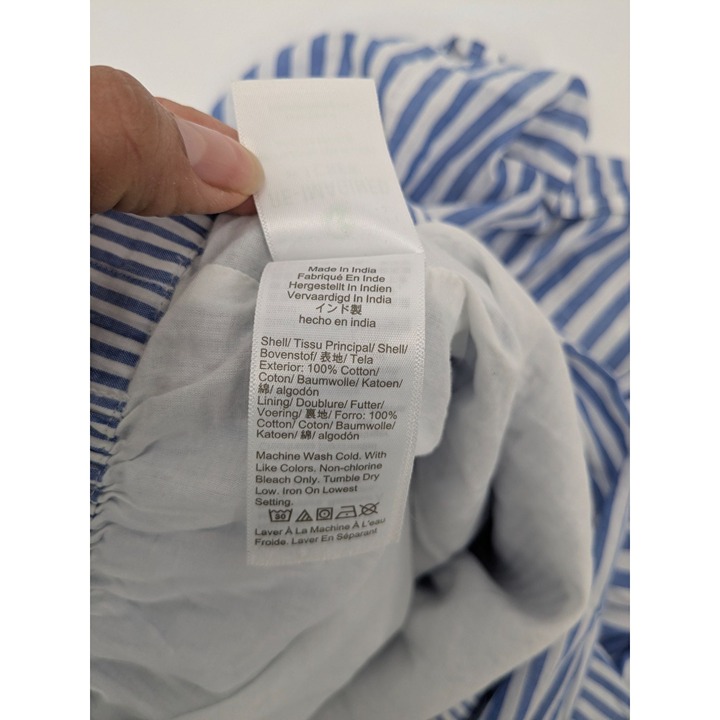 Made In India
Fabriqué En Inde
Hergestellt In Indien
Vervaardigd In India
インド製
hecho en india
Shell/ Tissu Principal/ Shell/
Bovenstof/ 表地/ Tela
Exterior: 100% Cotton/
Coton/ Baumwolle/ Katoen/
綿/ algodón
Lining/ Doublure/ Futter/
Voering/ 裏地/ Forro: 100%
Cotton/ Coton/ Baumwolle/
Katoen/ 綿/ algodón
Machine Wash Cold. With
Like Colors. Non-chlorine
Bleach Only. Tumble Dry
Low. Iron On Lowest
Setting.
30
Laver À La Machine À L'eau
Froide. Laver En Séparant